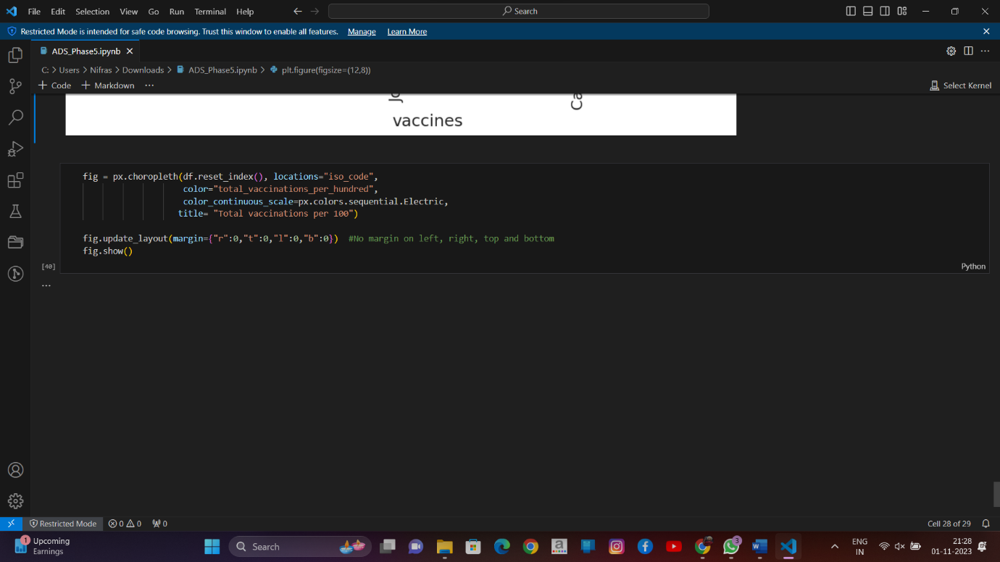 File Edit Selection View Go Run Terminal Help
Search
Restricted Mode is intended for safe code browsing. Trust this window to enable all features. Manage Learn More
ADS_Phase5.ipynb
C: > Users > Nifras > Downloads > ADS_Phase5.ipynb > plt.figure(figsize=(12,8))
+ Code + Markdown ...
Select Kernel
vaccines
fig = px.choropleth(df.reset_index(), locations="iso_code",
color="total_vaccinations_per_hundred",
color_continuous_scale=px.colors.sequential.Electric,
title= "Total vaccinations per 100")
fig.update_layout(margin={"r":0,"t":0,"l":0,"b":0}) #No margin on left, right, top and bottom
fig.show()
[40]
Python
...
Restricted Mode 0 0 0
Cell 28 of 29
1
Upcoming
Earnings
Search
a
3
ENG
IN
21:28
01-11-2023